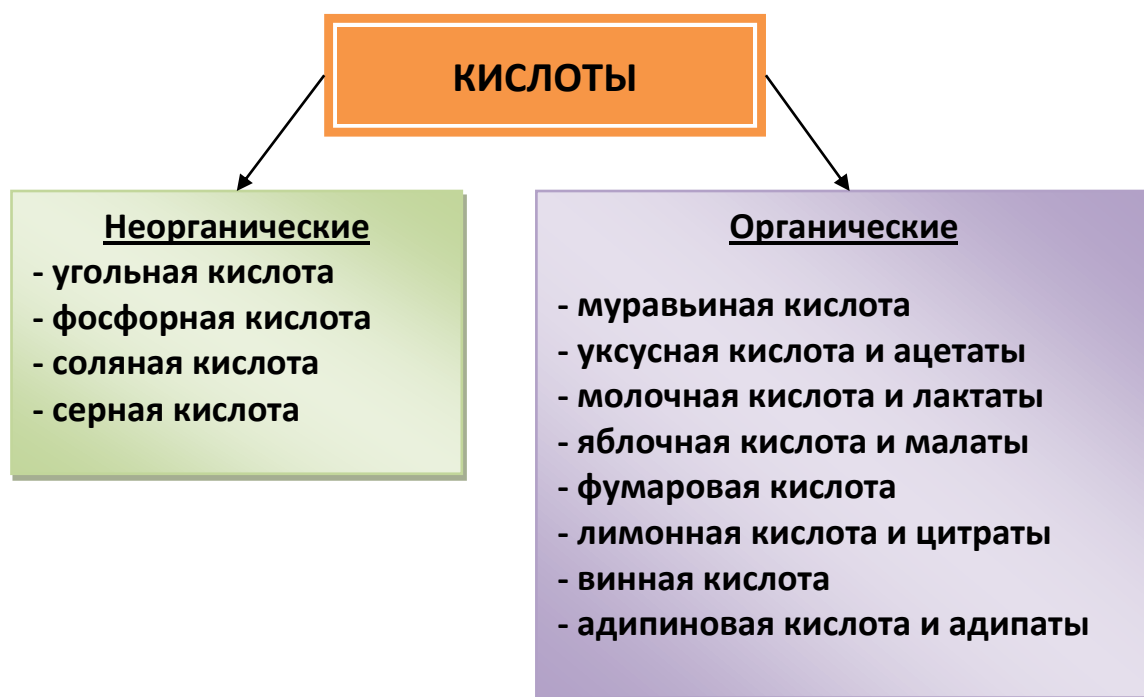 КИСЛОТЫ
Неорганические
- угольная кислота
- фосфорная кислота
- соляная кислота
- серная кислота
Органические
- муравьиная кислота
- уксусная кислота и ацетаты
- молочная кислота и лактаты
- яблочная кислота и малаты
- фумаровая кислота
- лимонная кислота и цитраты
- винная кислота
- адипиновая кислота и адипаты